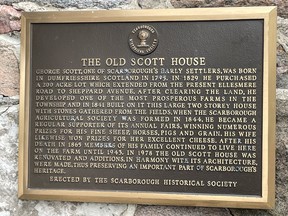 THE OLD SCOTT HOUSE
GEORGE SCOTT, ONE OF SCARBOROUGH'S EARLY SETTLERS, WAS BORN
IN DUMFRIESSHIRE SCOTLAND IN 1795. IN 1829 HE PURCHASED
A 200 ACRE LOT WHICH EXTENDED FROM THE PRESENT ELLESMERE
ROAD TO SHEPPARD AVENUE. AFTER CLEARING THE LAND, HE
DEVELOPED ONE OF THE MOST PROSPEROUS FARMS IN THE
TOWNSHIP AND IN 1841 BUILT ON IT THIS LARGE TWO STOREY HOUSE
WITH STONES GATHERED FROM THE FIELDS. WHEN THE SCARBOROUGH
AGRICULTURAL SOCIETY WAS FORMED IN 1844, HE BECAME A
REGULAR SUPPORTER OF ITS ANNUAL FAIRS, WINNING NUMEROUS
PRIZES FOR HIS FINE SHEEP, HORSES, PIGS AND GRAIN. HIS WIFE
LIKEWISE WON PRIZES FOR HER EXCELLENT CHEESE. AFTER HIS
DEATH IN 1865 MEMBERS OF HIS FAMILY CONTINUED TO LIVE HERE
ON THE FARM UNTIL 1943. IN 1978 THE OLD SCOTT HOUSE WAS
RENOVATED AND ADDITIONS, IN HARMONY WITH ITS ARCHITECTURE,
WERE MADE, THUS PRESERVING AN IMPORTANT PART OF SCARBOROUGH'S
HERITAGE.
ERECTED BY THE SCARBOROUGH HISTORICAL SOCIETY